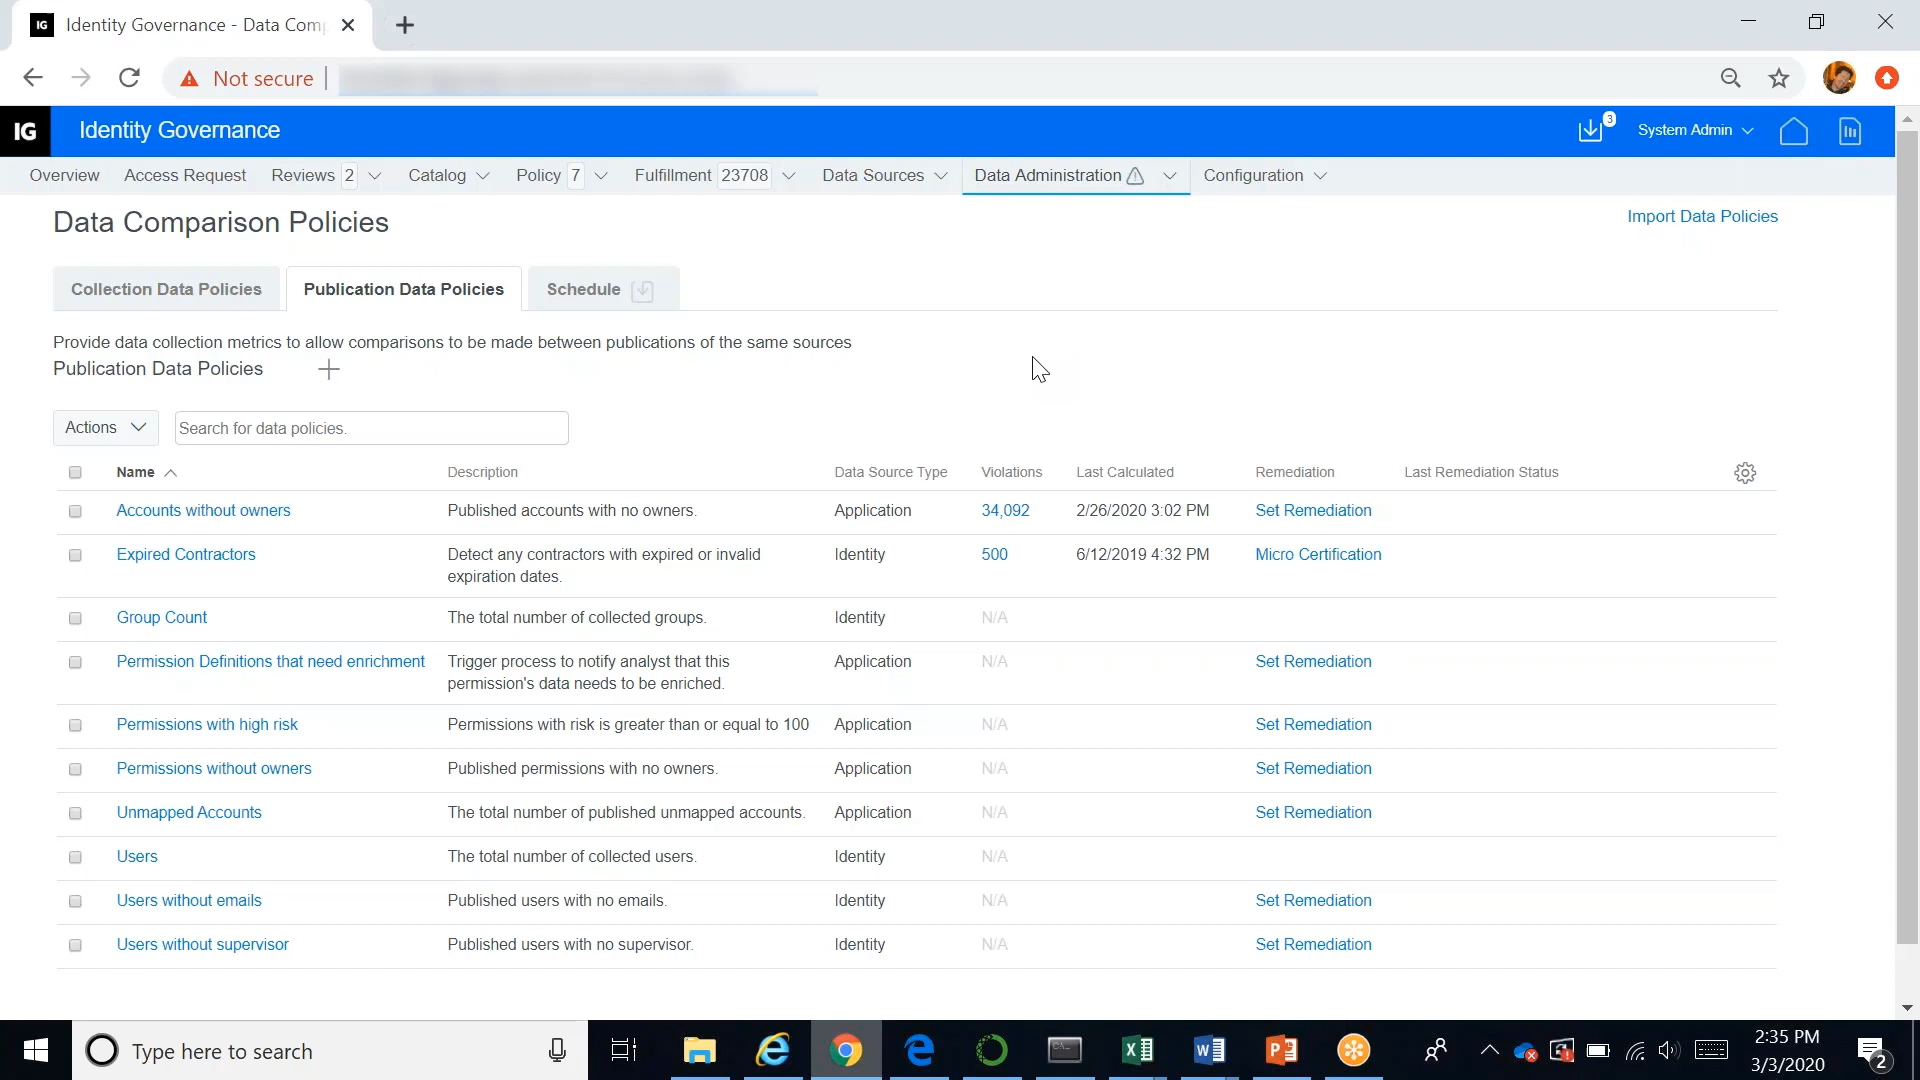 IG Identity Governance - Data Com
Not secure
IG Identity Governance 3 System Admin
Overview Access Request Reviews 2 Catalog Policy 7 Fulfillment 23708 Data Sources Data Administration Configuration
Data Comparison Policies Import Data Policies
Collection Data Policies Publication Data Policies Schedule
Provide data collection metrics to allow comparisons to be made between publications of the same sources
Publication Data Policies
Actions Search for data policies.
Name Description Data Source Type Violations Last Calculated Remediation Last Remediation Status
Accounts without owners Published accounts with no owners. Application 34,092 2/26/2020 3:02 PM Set Remediation
Expired Contractors Detect any contractors with expired or invalid Identity 500 6/12/2019 4:32 PM Micro Certification
expiration dates.
Group Count The total number of collected groups. Identity N/A
Permission Definitions that need enrichment Trigger process to notify analyst that this Application N/A Set Remediation
permission's data needs to be enriched.
Permissions with high risk Permissions with risk is greater than or equal to 100 Application N/A Set Remediation
Permissions without owners Published permissions with no owners. Application N/A Set Remediation
Unmapped Accounts The total number of published unmapped accounts. Application N/A Set Remediation
Users The total number of collected users. Identity N/A
Users without emails Published users with no emails. Identity N/A Set Remediation
Users without supervisor Published users with no supervisor. Identity N/A Set Remediation
Type here to search 2:35 PM
3/3/2020 2